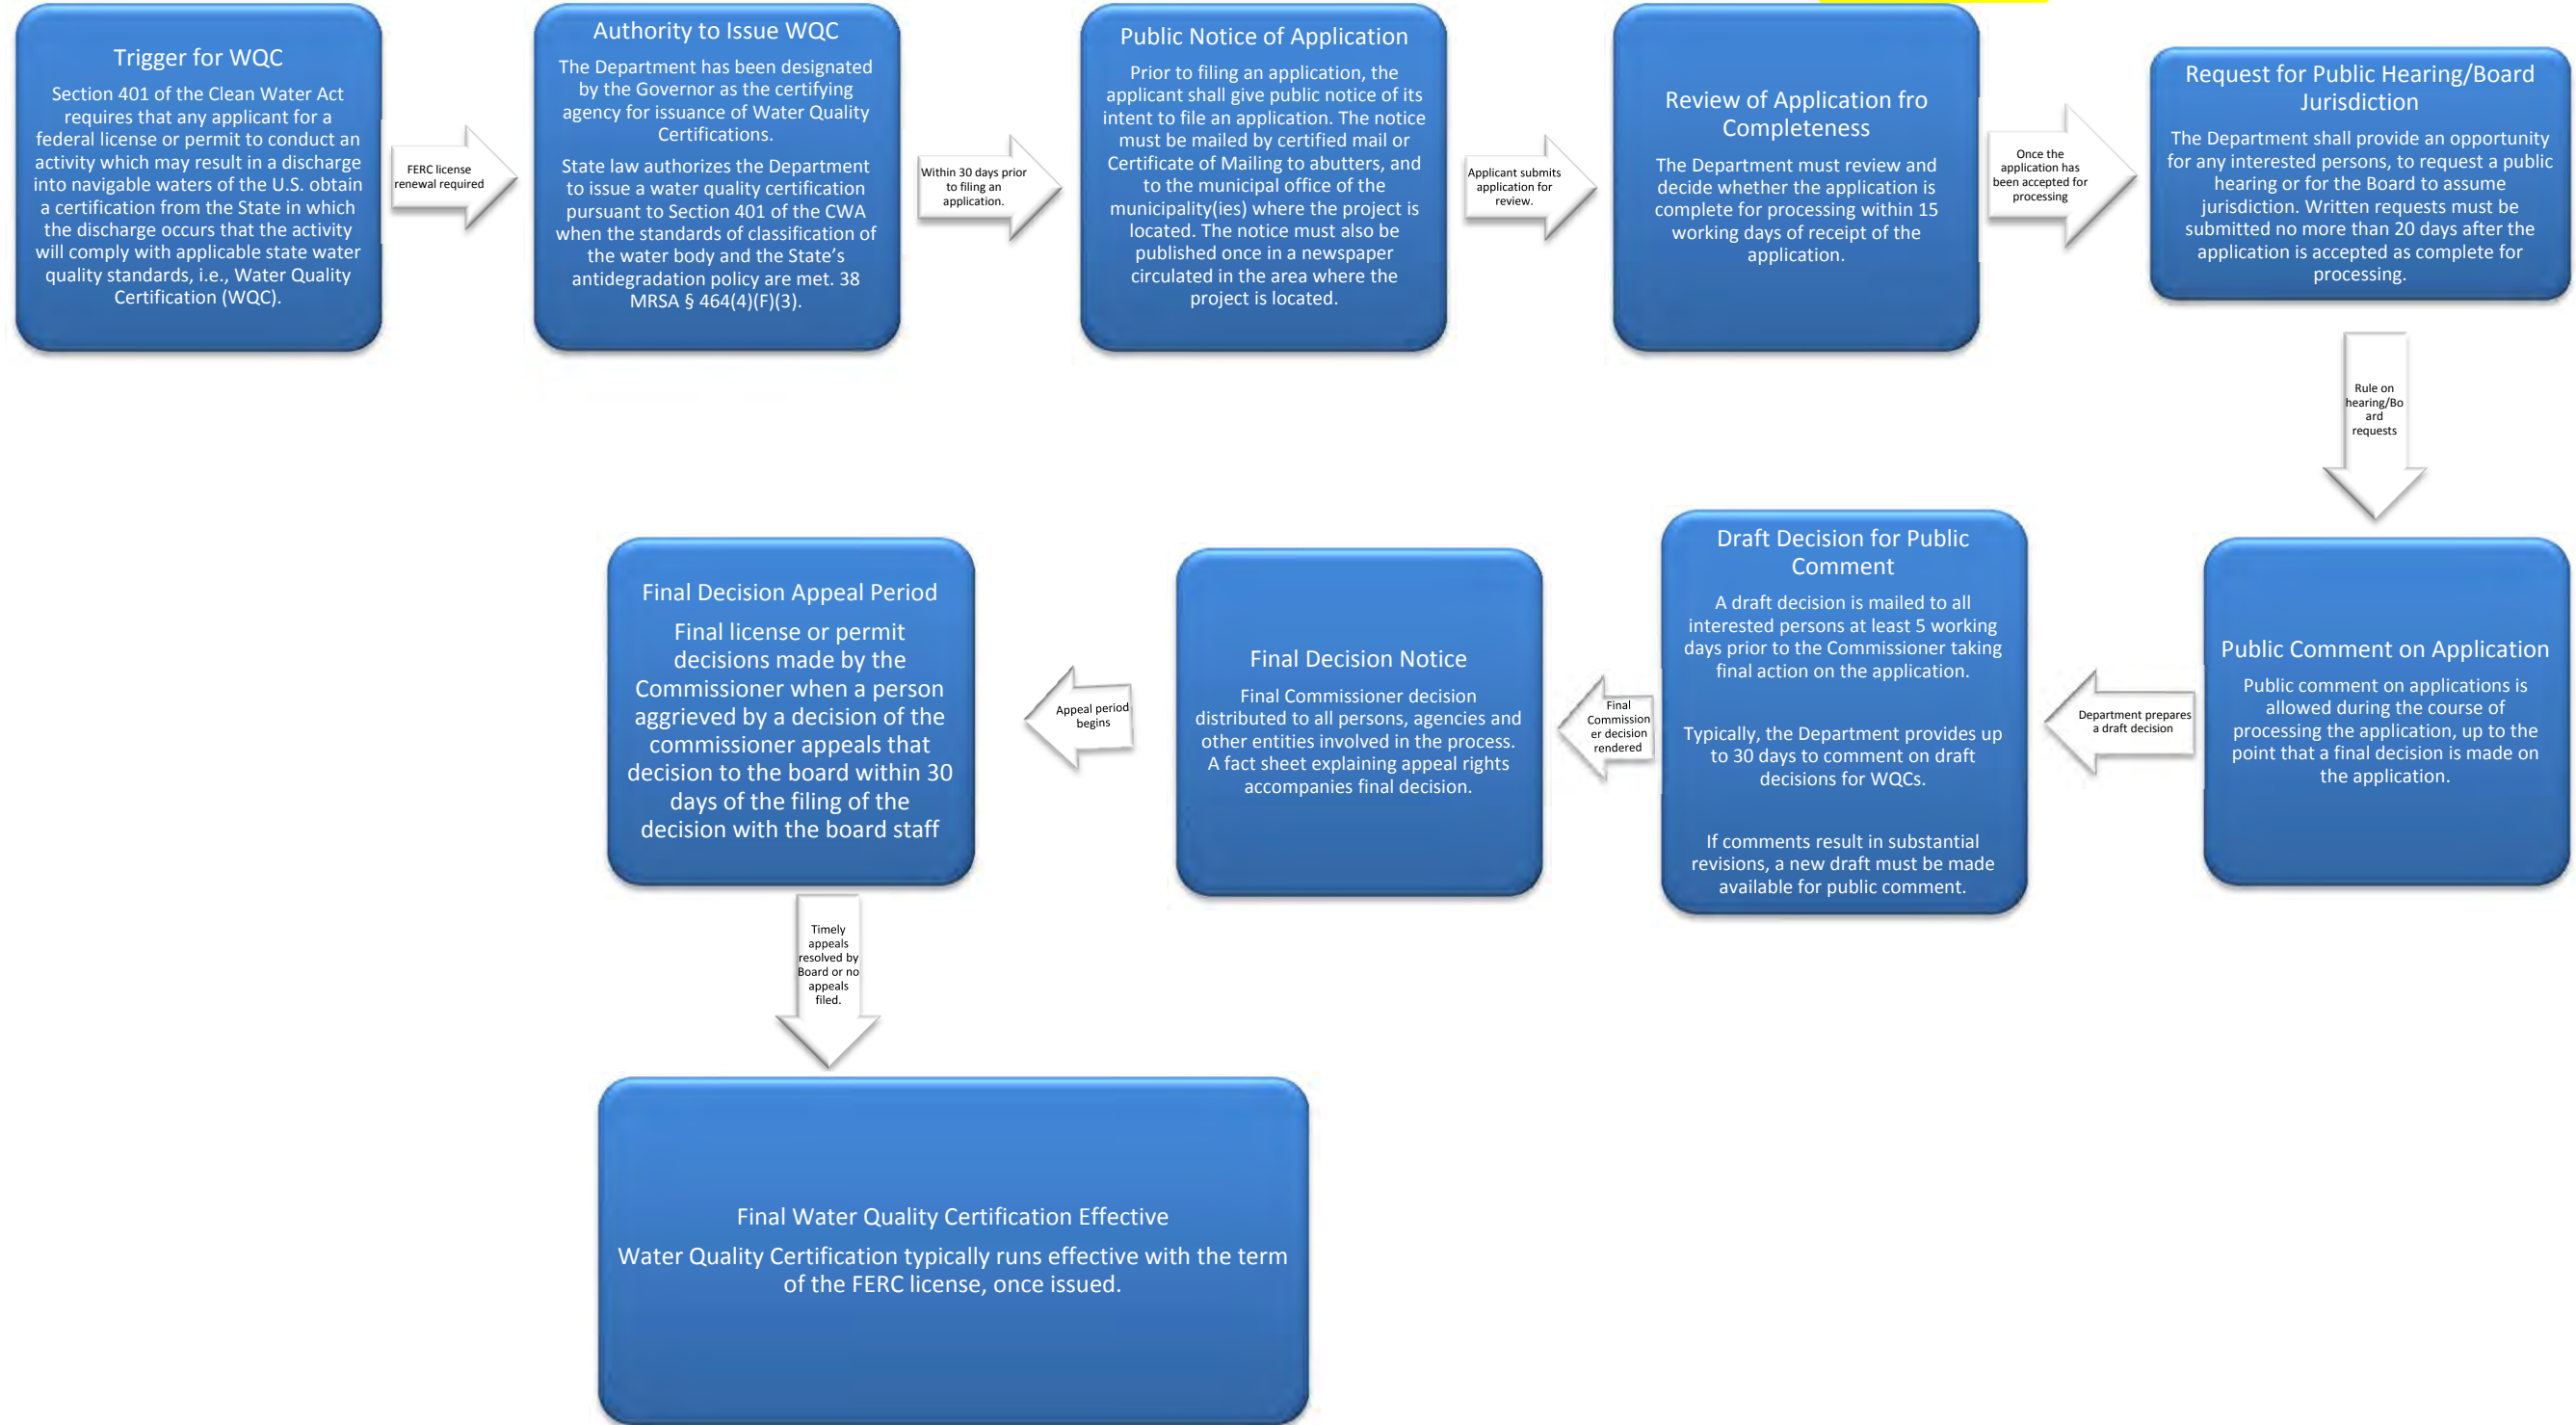 Trigger for WQC
Section 401 of the Clean Water Act
requires that any applicant for a
federal license or permit to conduct an
activity which may result in a discharge
into navigable waters of the U.S. obtain
a certification from the State in which
the discharge occurs that the activity
will comply with applicable state water
quality standards, i.e., Water Quality
Certification (WQC).
FERC license
renewal required
Authority to Issue WQC
The Department has been designated
by the Governor as the certifying
agency for issuance of Water Quality
Certifications.
State law authorizes the Department
to issue a water quality certification
pursuant to Section 401 of the CWA
when the standards of classification of
the water body and the State’s
antidegradation policy are met. 38
MRSA § 464(4)(F)(3).
Within 30 days prior
to filing an
application.
Public Notice of Application
Prior to filing an application, the
applicant shall give public notice of its
intent to file an application. The notice
must be mailed by certified mail or
Certificate of Mailing to abutters, and
to the municipal office of the
municipality(ies) where the project is
located. The notice must also be
published once in a newspaper
circulated in the area where the
project is located.
Applicant submits
application for
review.
Review of Application fro
Completeness
The Department must review and
decide whether the application is
complete for processing within 15
working days of receipt of the
application.
Once the
application has
been accepted for
processing
Request for Public Hearing/Board
Jurisdiction
The Department shall provide an opportunity
for any interested persons, to request a public
hearing or for the Board to assume
jurisdiction. Written requests must be
submitted no more than 20 days after the
application is accepted as complete for
processing.
Rule on
hearing/Bo
ard
requests
Public Comment on Application
Public comment on applications is
allowed during the course of
processing the application, up to the
point that a final decision is made on
the application.
Department prepares
a draft decision
Draft Decision for Public
Comment
A draft decision is mailed to all
interested persons at least 5 working
days prior to the Commissioner taking
final action on the application.
Typically, the Department provides up
to 30 days to comment on draft
decisions for WQCs.
If comments result in substantial
revisions, a new draft must be made
available for public comment.
Final
Commission
er decision
rendered
Final Decision Notice
Final Commissioner decision
distributed to all persons, agencies and
other entities involved in the process.
A fact sheet explaining appeal rights
accompanies final decision.
Appeal period
begins
Final Decision Appeal Period
Final license or permit
decisions made by the
Commissioner when a person
aggrieved by a decision of the
commissioner appeals that
decision to the board within 30
days of the filing of the
decision with the board staff
Timely
appeals
resolved by
Board or no
appeals
filed.
Final Water Quality Certification Effective
Water Quality Certification typically runs effective with the term
of the FERC license, once issued.